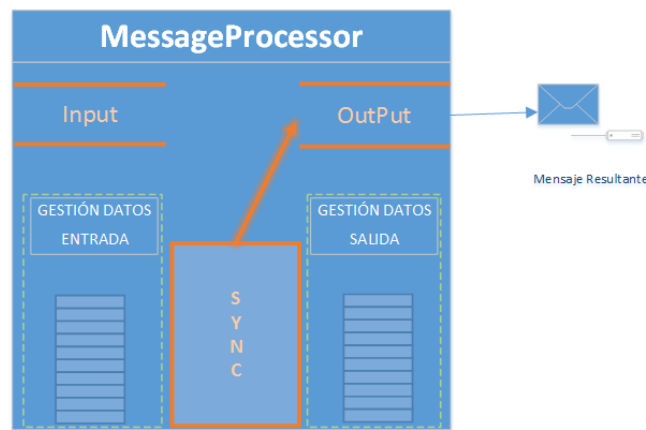 MessageProcessor
Input
OutPut
Mensaje Resultante
GESTIÓN DATOS
ENTRADA
GESTIÓN DATOS
SALIDA
S
Y
N
C